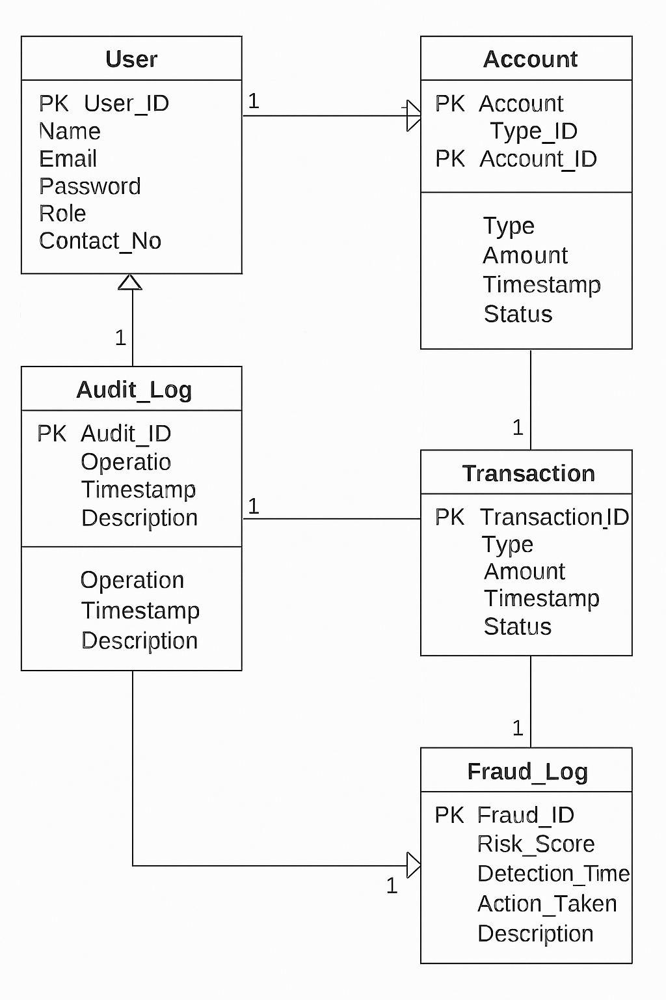 User
PK User_ID
Name
Email
Password
Role
Contact_No
1
Account
PK Account
Type_ID
PK Account_ID
Type
Amount
Timestamp
Status
1
Audit_Log
PK Audit_ID
Operatio
Timestamp
Description
Operation
Timestamp
Description
1
1
Transaction
PK Transaction_ID
Type
Amount
Timestamp
Status
1
Fraud_Log
PK Fraud_ID
Risk_Score
Detection_Time
Action_Taken
Description
1